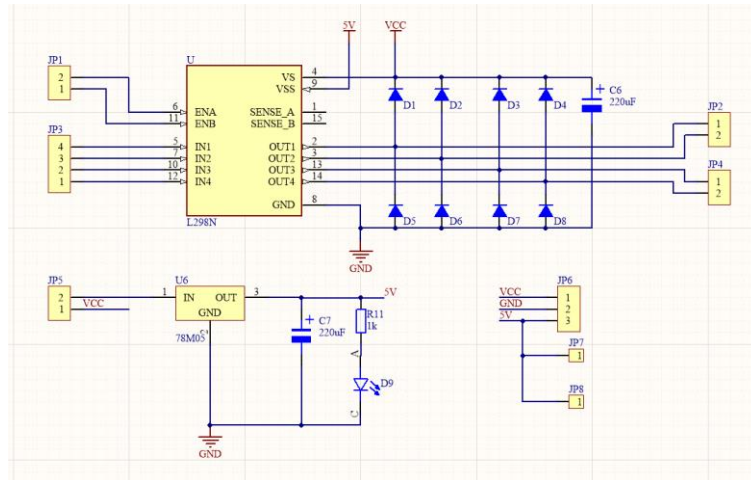 5V VCC
JP1 U
2 VS 4
1 VSS 9
C6
220uF
D1 D2 D3 D4
6 ENA SENSE_A 1
11 ENB SENSE_B 15
JP2
1
2
JP3
4 5 IN1 OUT1 2
3 7 IN2 OUT2 3
2 10 IN3 OUT3 13
1 12 IN4 OUT4 14
JP4
1
2
GND 8
L298N
D5 D6 D7 D8
GND
JP5 U6
2 1 IN OUT 3 5V
1 VCC
GND
2
78M05
C7
220uF
R11
1k
A
D9
C
GND
JP6
VCC 1
GND 2
5V 3
JP7
1
JP8
1